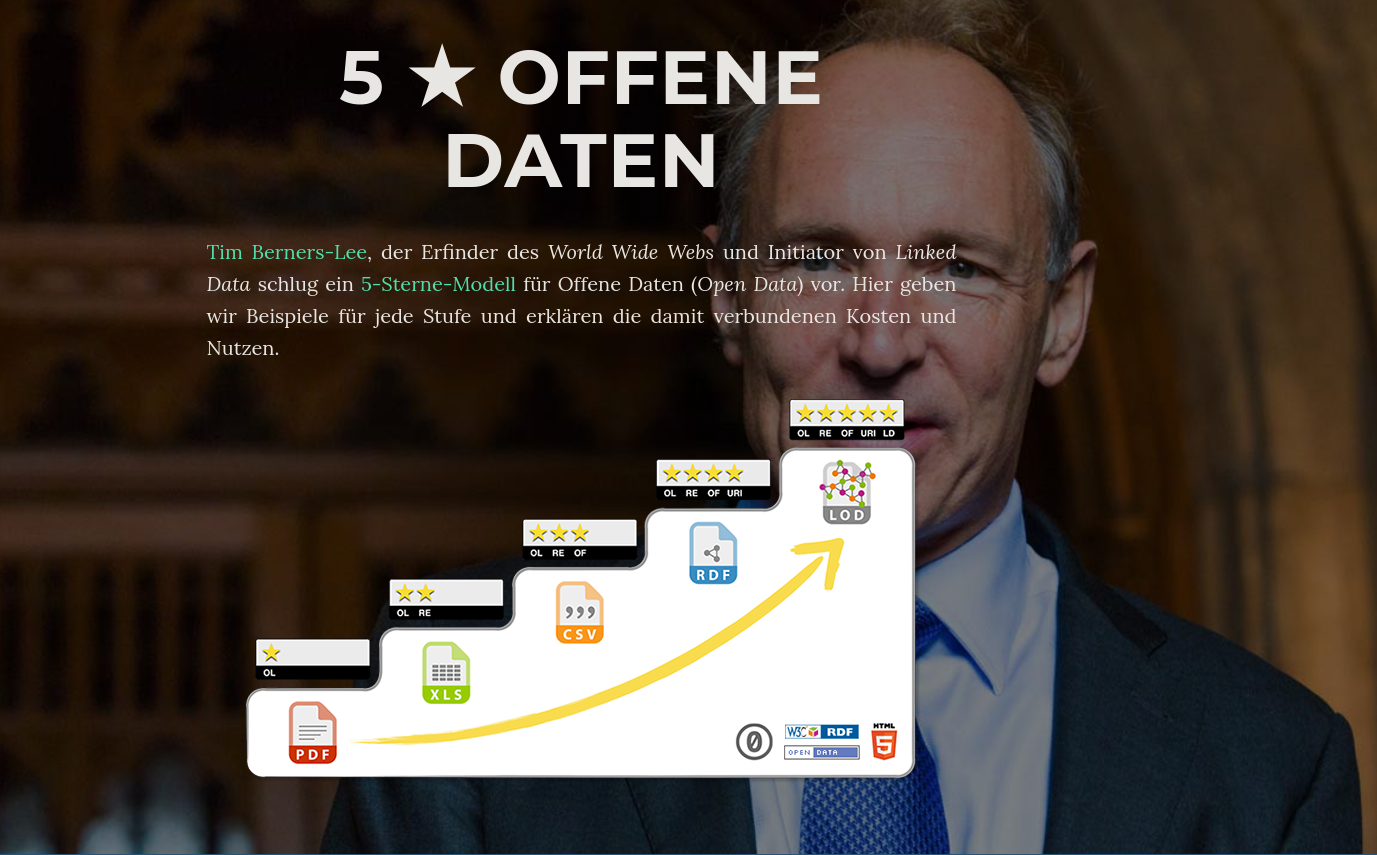 5 ★ OFFENE
DATEN
Tim Berners-Lee, der Erfinder des World Wide Webs und Initiator von Linked
Data schlug ein 5-Sterne-Modell für Offene Daten (Open Data) vor. Hier geben
wir Beispiele für jede Stufe und erklären die damit verbundenen Kosten und
Nutzen.
OL RE OF URI LD
LOD
OL RE OF URI
RDF
OL RE OF
CSV
OL RE
XLS
OL
PDF
0 W3C RDF HTML
OPEN DATA 5